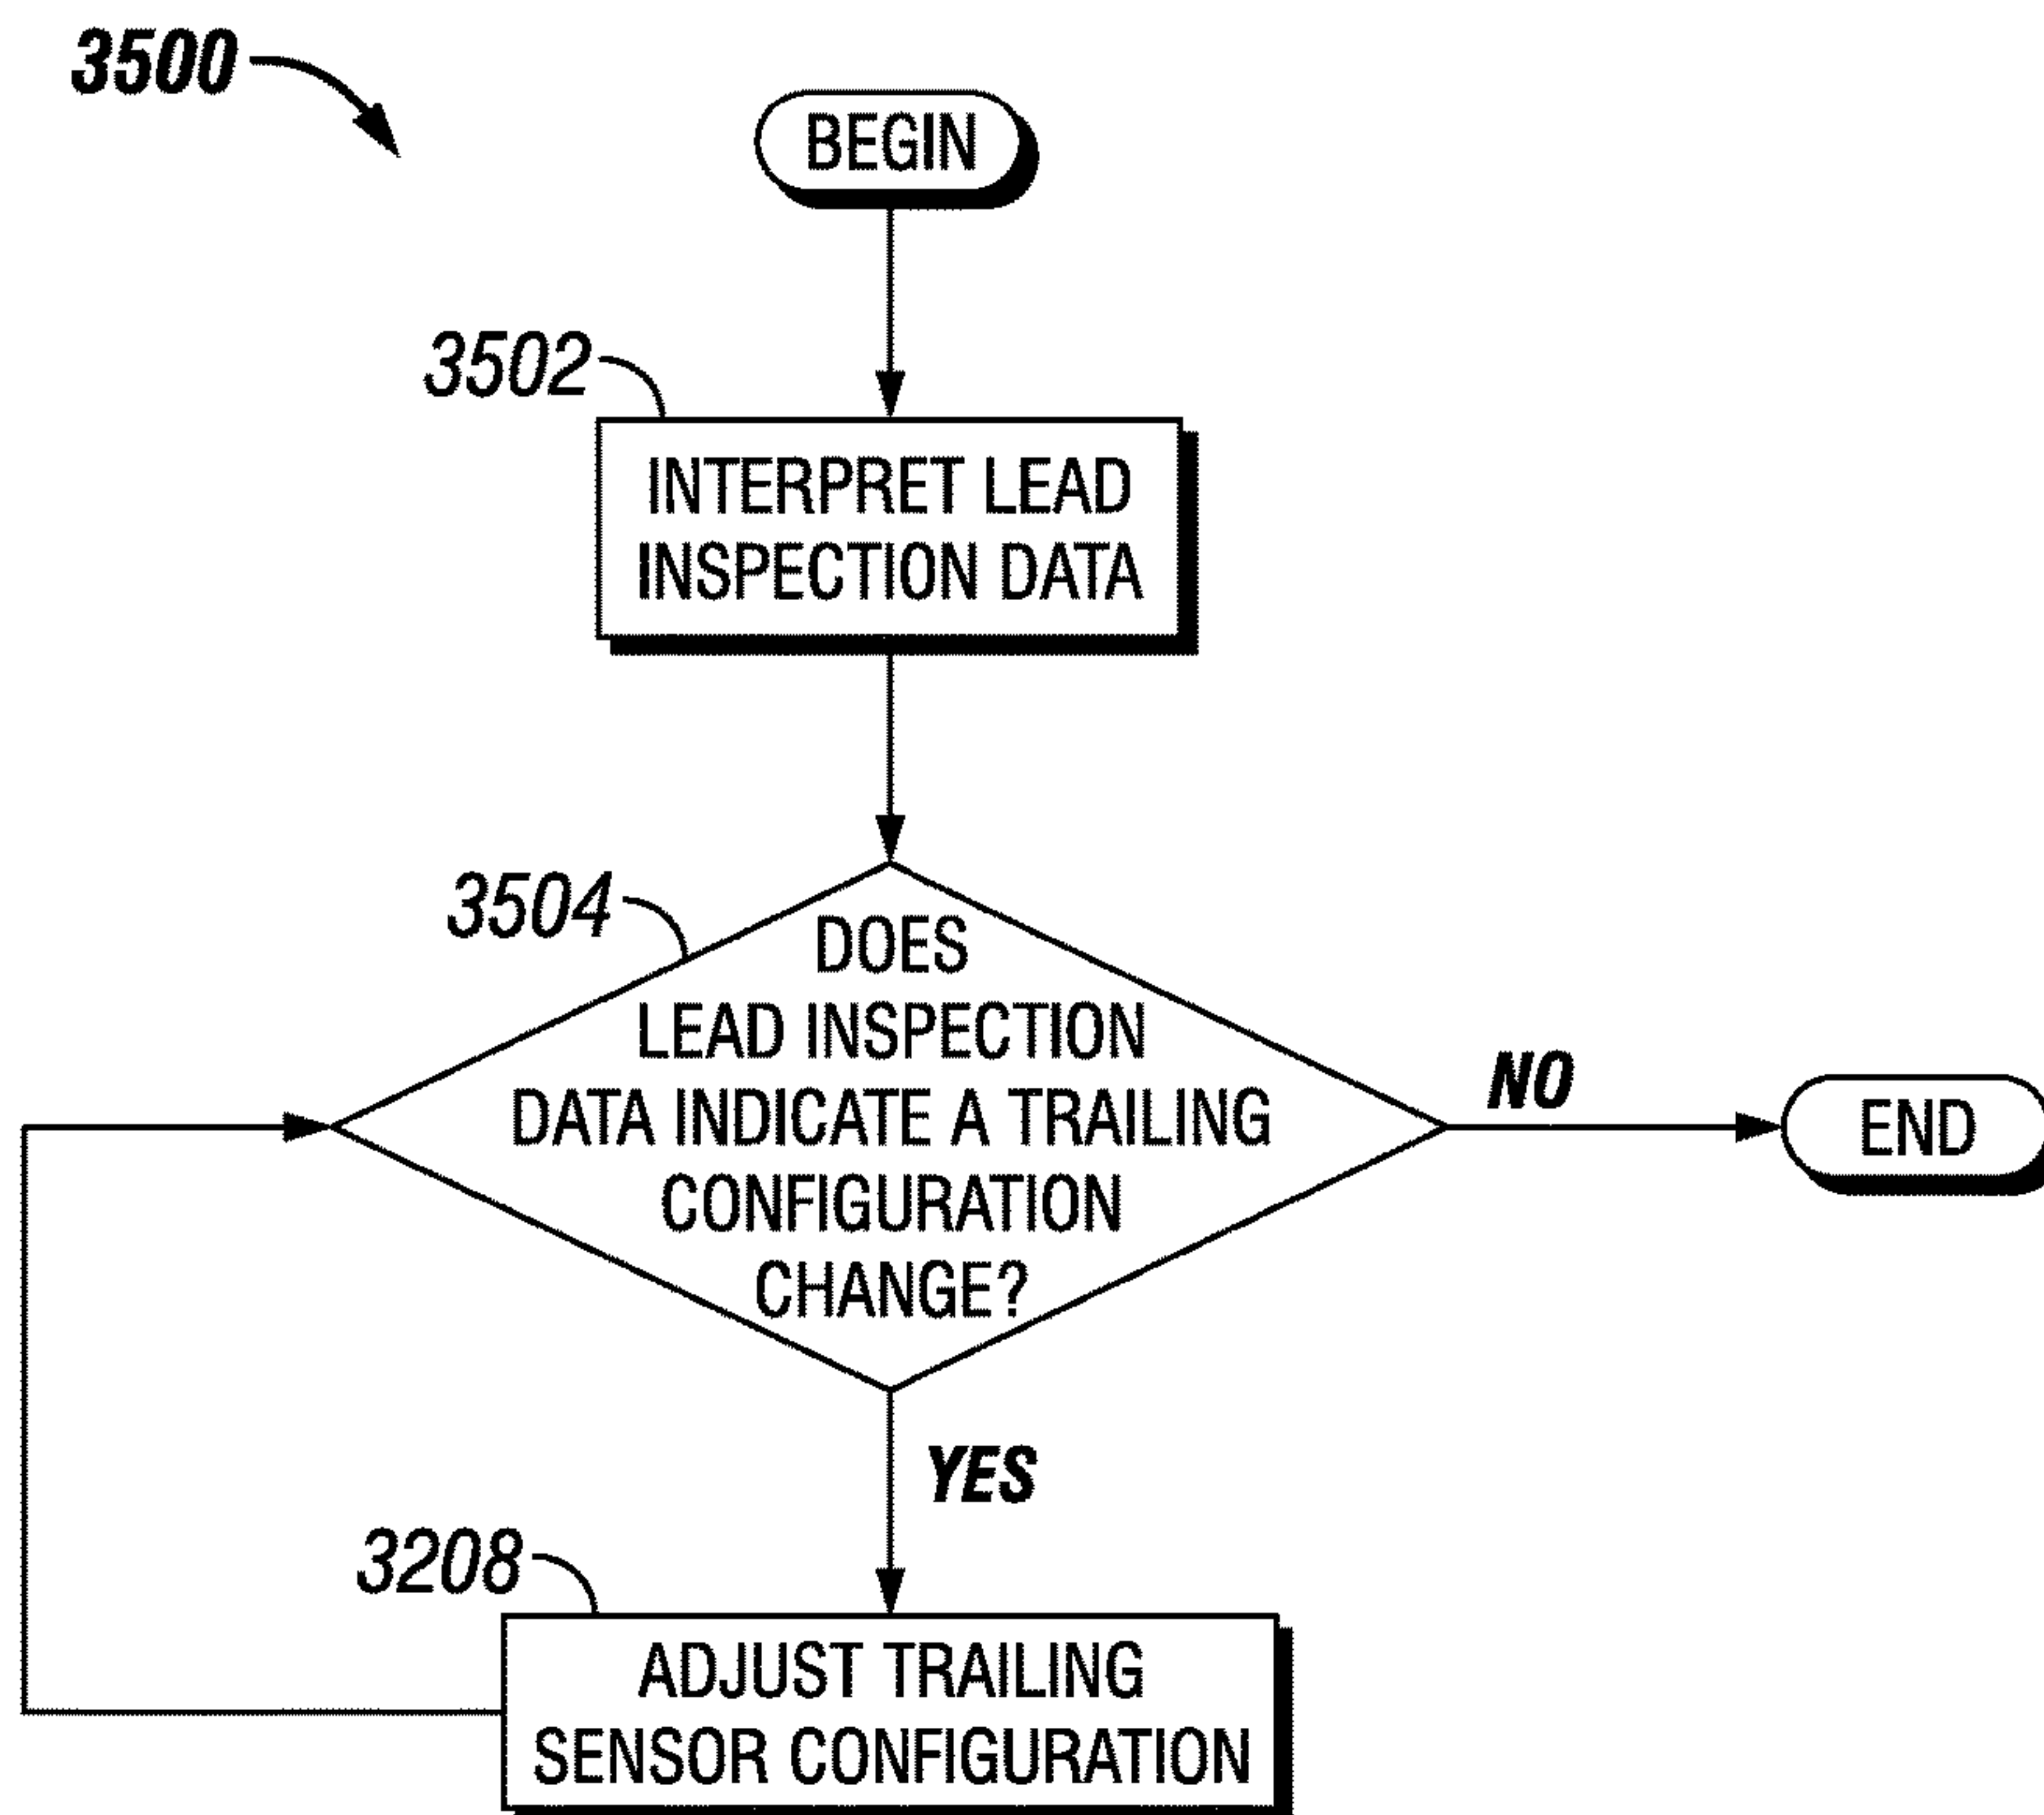 3500
BEGIN
3502
INTERPRET LEAD
INSPECTION DATA
3504
DOES
LEAD INSPECTION
DATA INDICATE A TRAILING
CONFIGURATION
CHANGE?
NO
END
YES
3208
ADJUST TRAILING
SENSOR CONFIGURATION